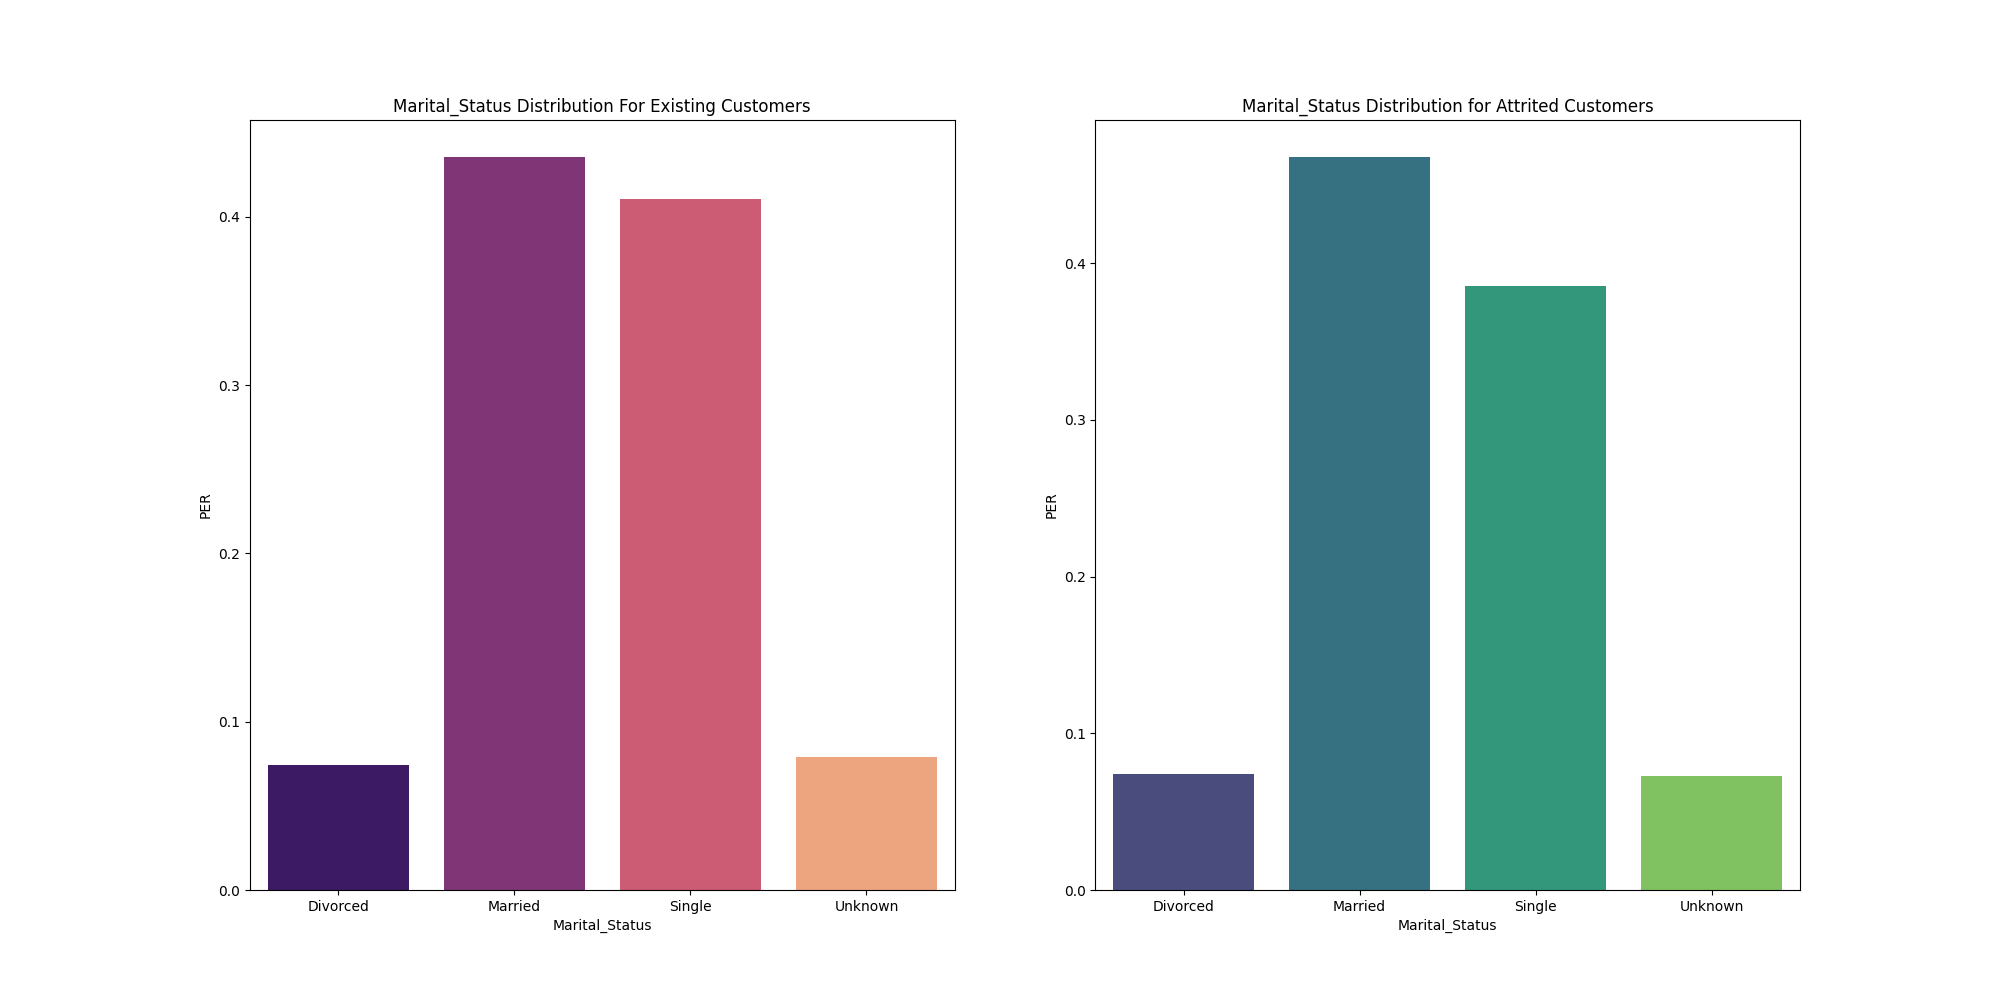 Marital_Status Distribution For Existing Customers
PER
0.4
0.3
0.2
0.1
0.0
Divorced Married Single Unknown
Marital_Status
Marital_Status Distribution for Attrited Customers
PER
0.4
0.3
0.2
0.1
0.0
Divorced Married Single Unknown
Marital_Status